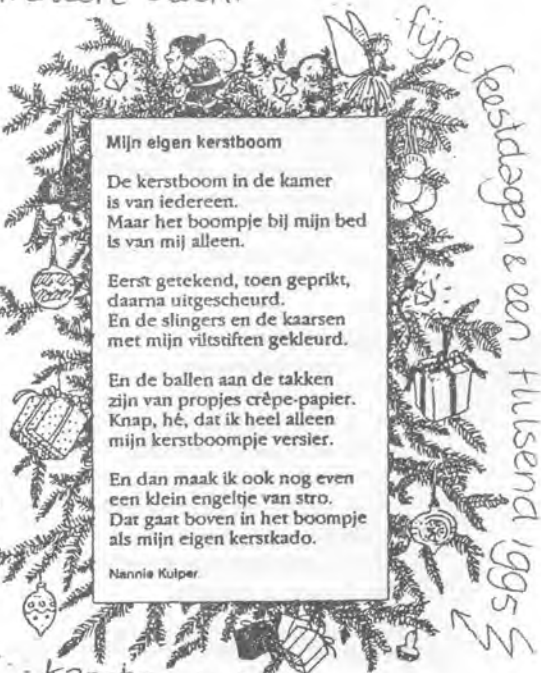 Mijn eigen kerstboom
De kerstboom in de kamer
is van iedereen.
Maar het boompje bij mijn bed
is van mij alleen.
Eerst getekend, toen geprikt,
daarna uitgescheurd.
En de slingers en de kaarsen
met mijn viltstiften gekleurd.
En de ballen aan de takken
zijn van propjes crêpe-papier.
Knap, hé, dat ik heel alleen
mijn kerstboompje versier.
En dan maak ik ook nog even
een klein engeltje van stro.
Dat gaat boven in het boompje
als mijn eigen kerstkado.
Nannie Kuiper.
fijne feestdagen & een
1995